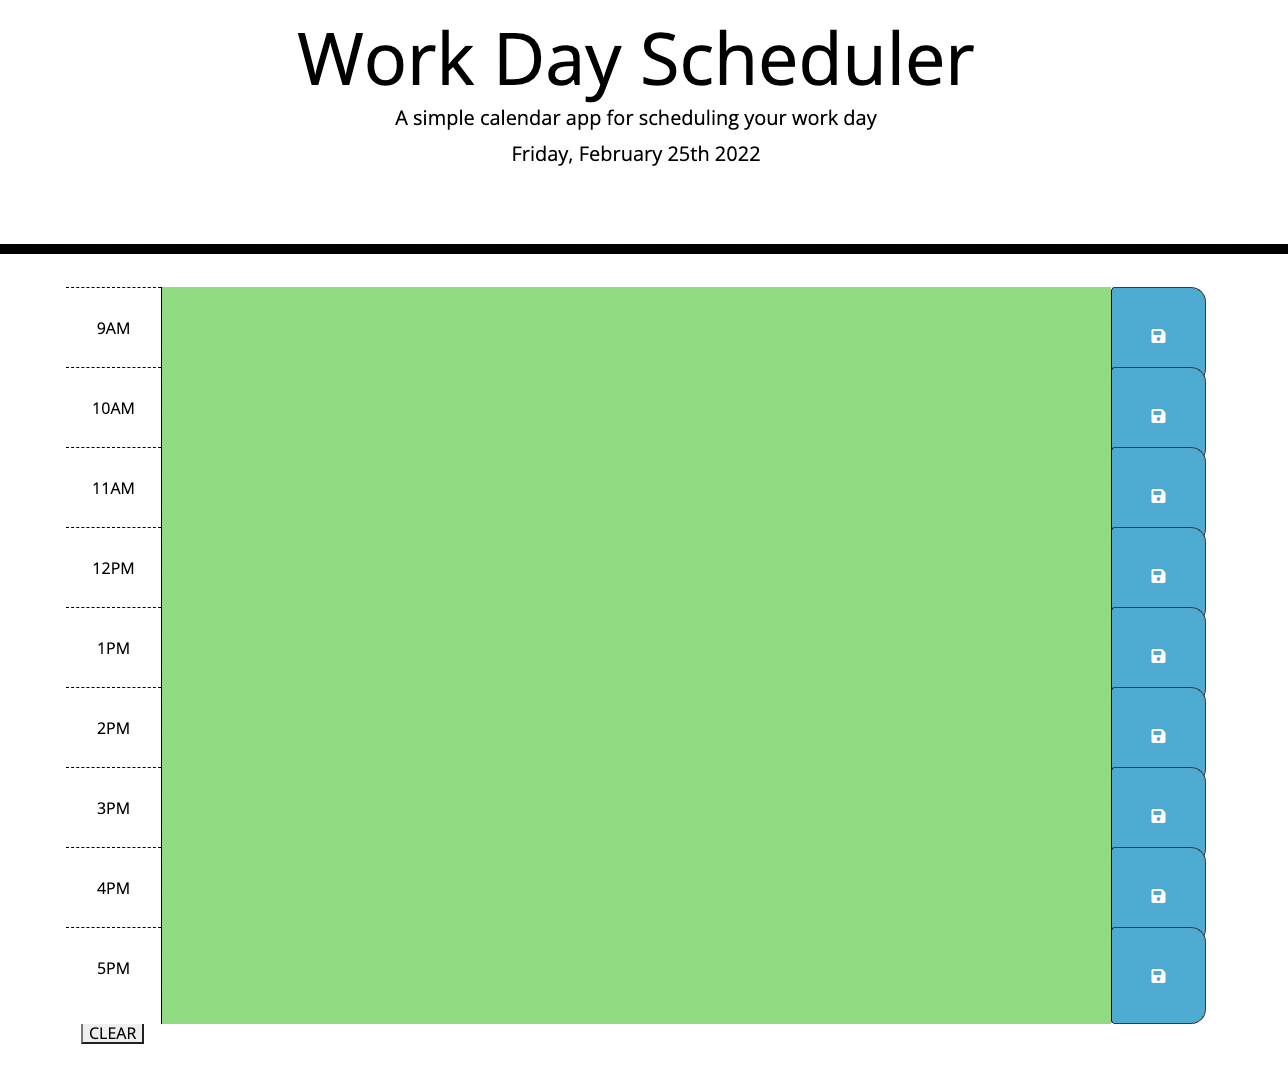 Work Day Scheduler
A simple calendar app for scheduling your work day
Friday, February 25th 2022
9AM
10AM
11AM
12PM
1PM
2PM
3PM
4PM
5PM
CLEAR